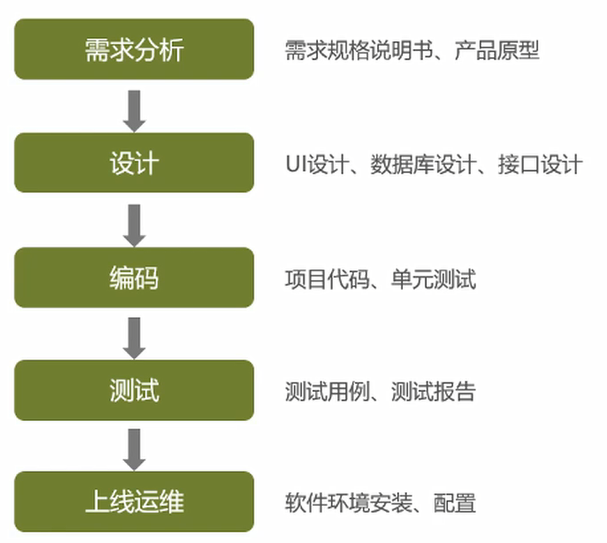 需求分析
需求规格说明书、产品原型
设计
UI设计、数据库设计、接口设计
编码
项目代码、单元测试
测试
测试用例、测试报告
上线运维
软件环境安装、配置